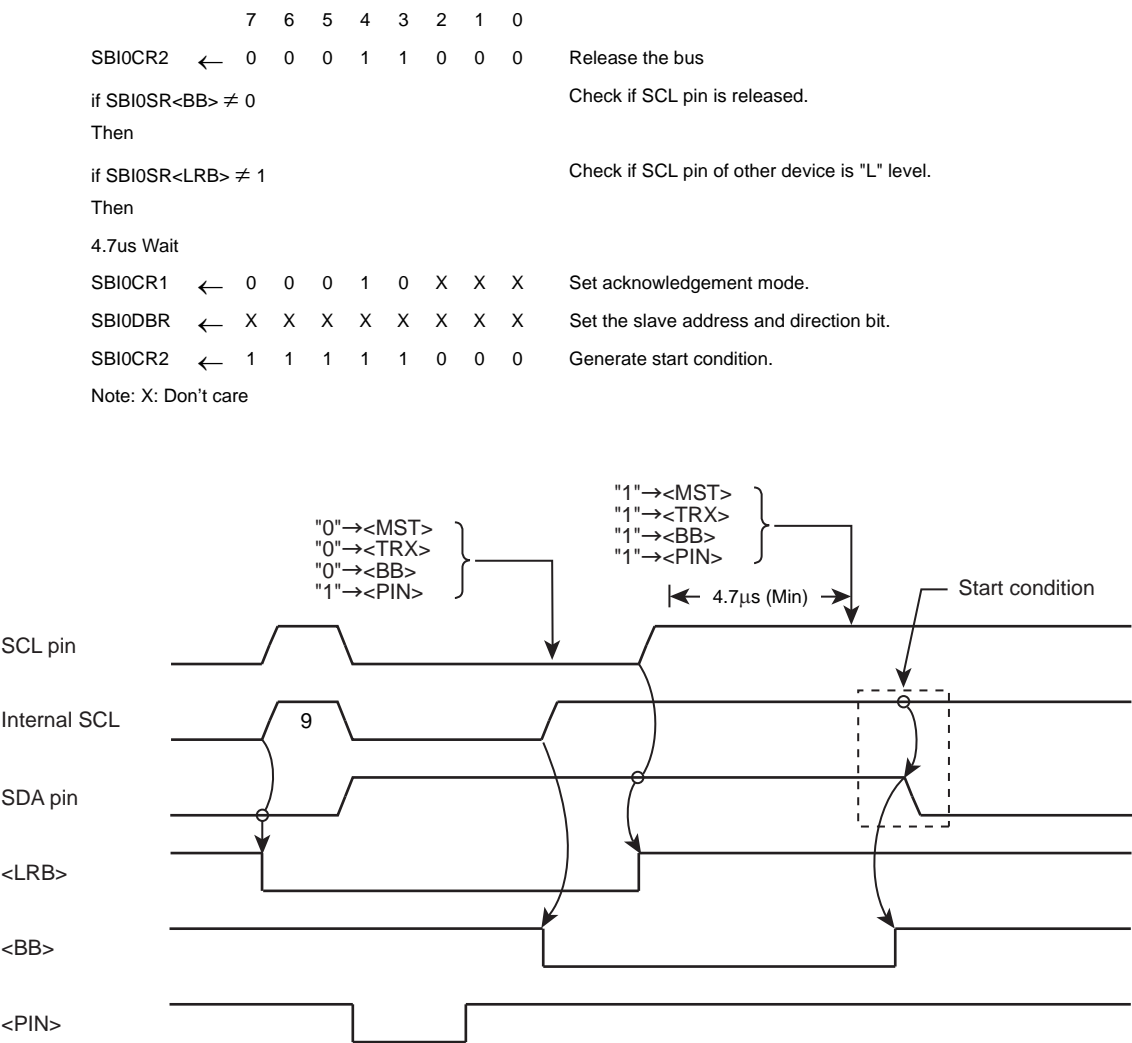 7 6 5 4 3 2 1 0
SBI0CR2 ← 0 0 0 1 1 0 0 0 Release the bus
if SBI0SR<BB> ≠ 0 Check if SCL pin is released.
Then
if SBI0SR<LRB> ≠ 1 Check if SCL pin of other device is "L" level.
Then
4.7us Wait
SBI0CR1 ← 0 0 0 1 0 X X X Set acknowledgement mode.
SBI0DBR ← X X X X X X X X Set the slave address and direction bit.
SBI0CR2 ← 1 1 1 1 1 0 0 0 Generate start condition.
Note: X: Don't care
"0"→<MST>
"0"→<TRX>
"0"→<BB>
"1"→<PIN>
"1"→<MST>
"1"→<TRX>
"1"→<BB>
"1"→<PIN>
4.7μs (Min)
Start condition
SCL pin
Internal SCL
9
SDA pin
<LRB>
<BB>
<PIN>